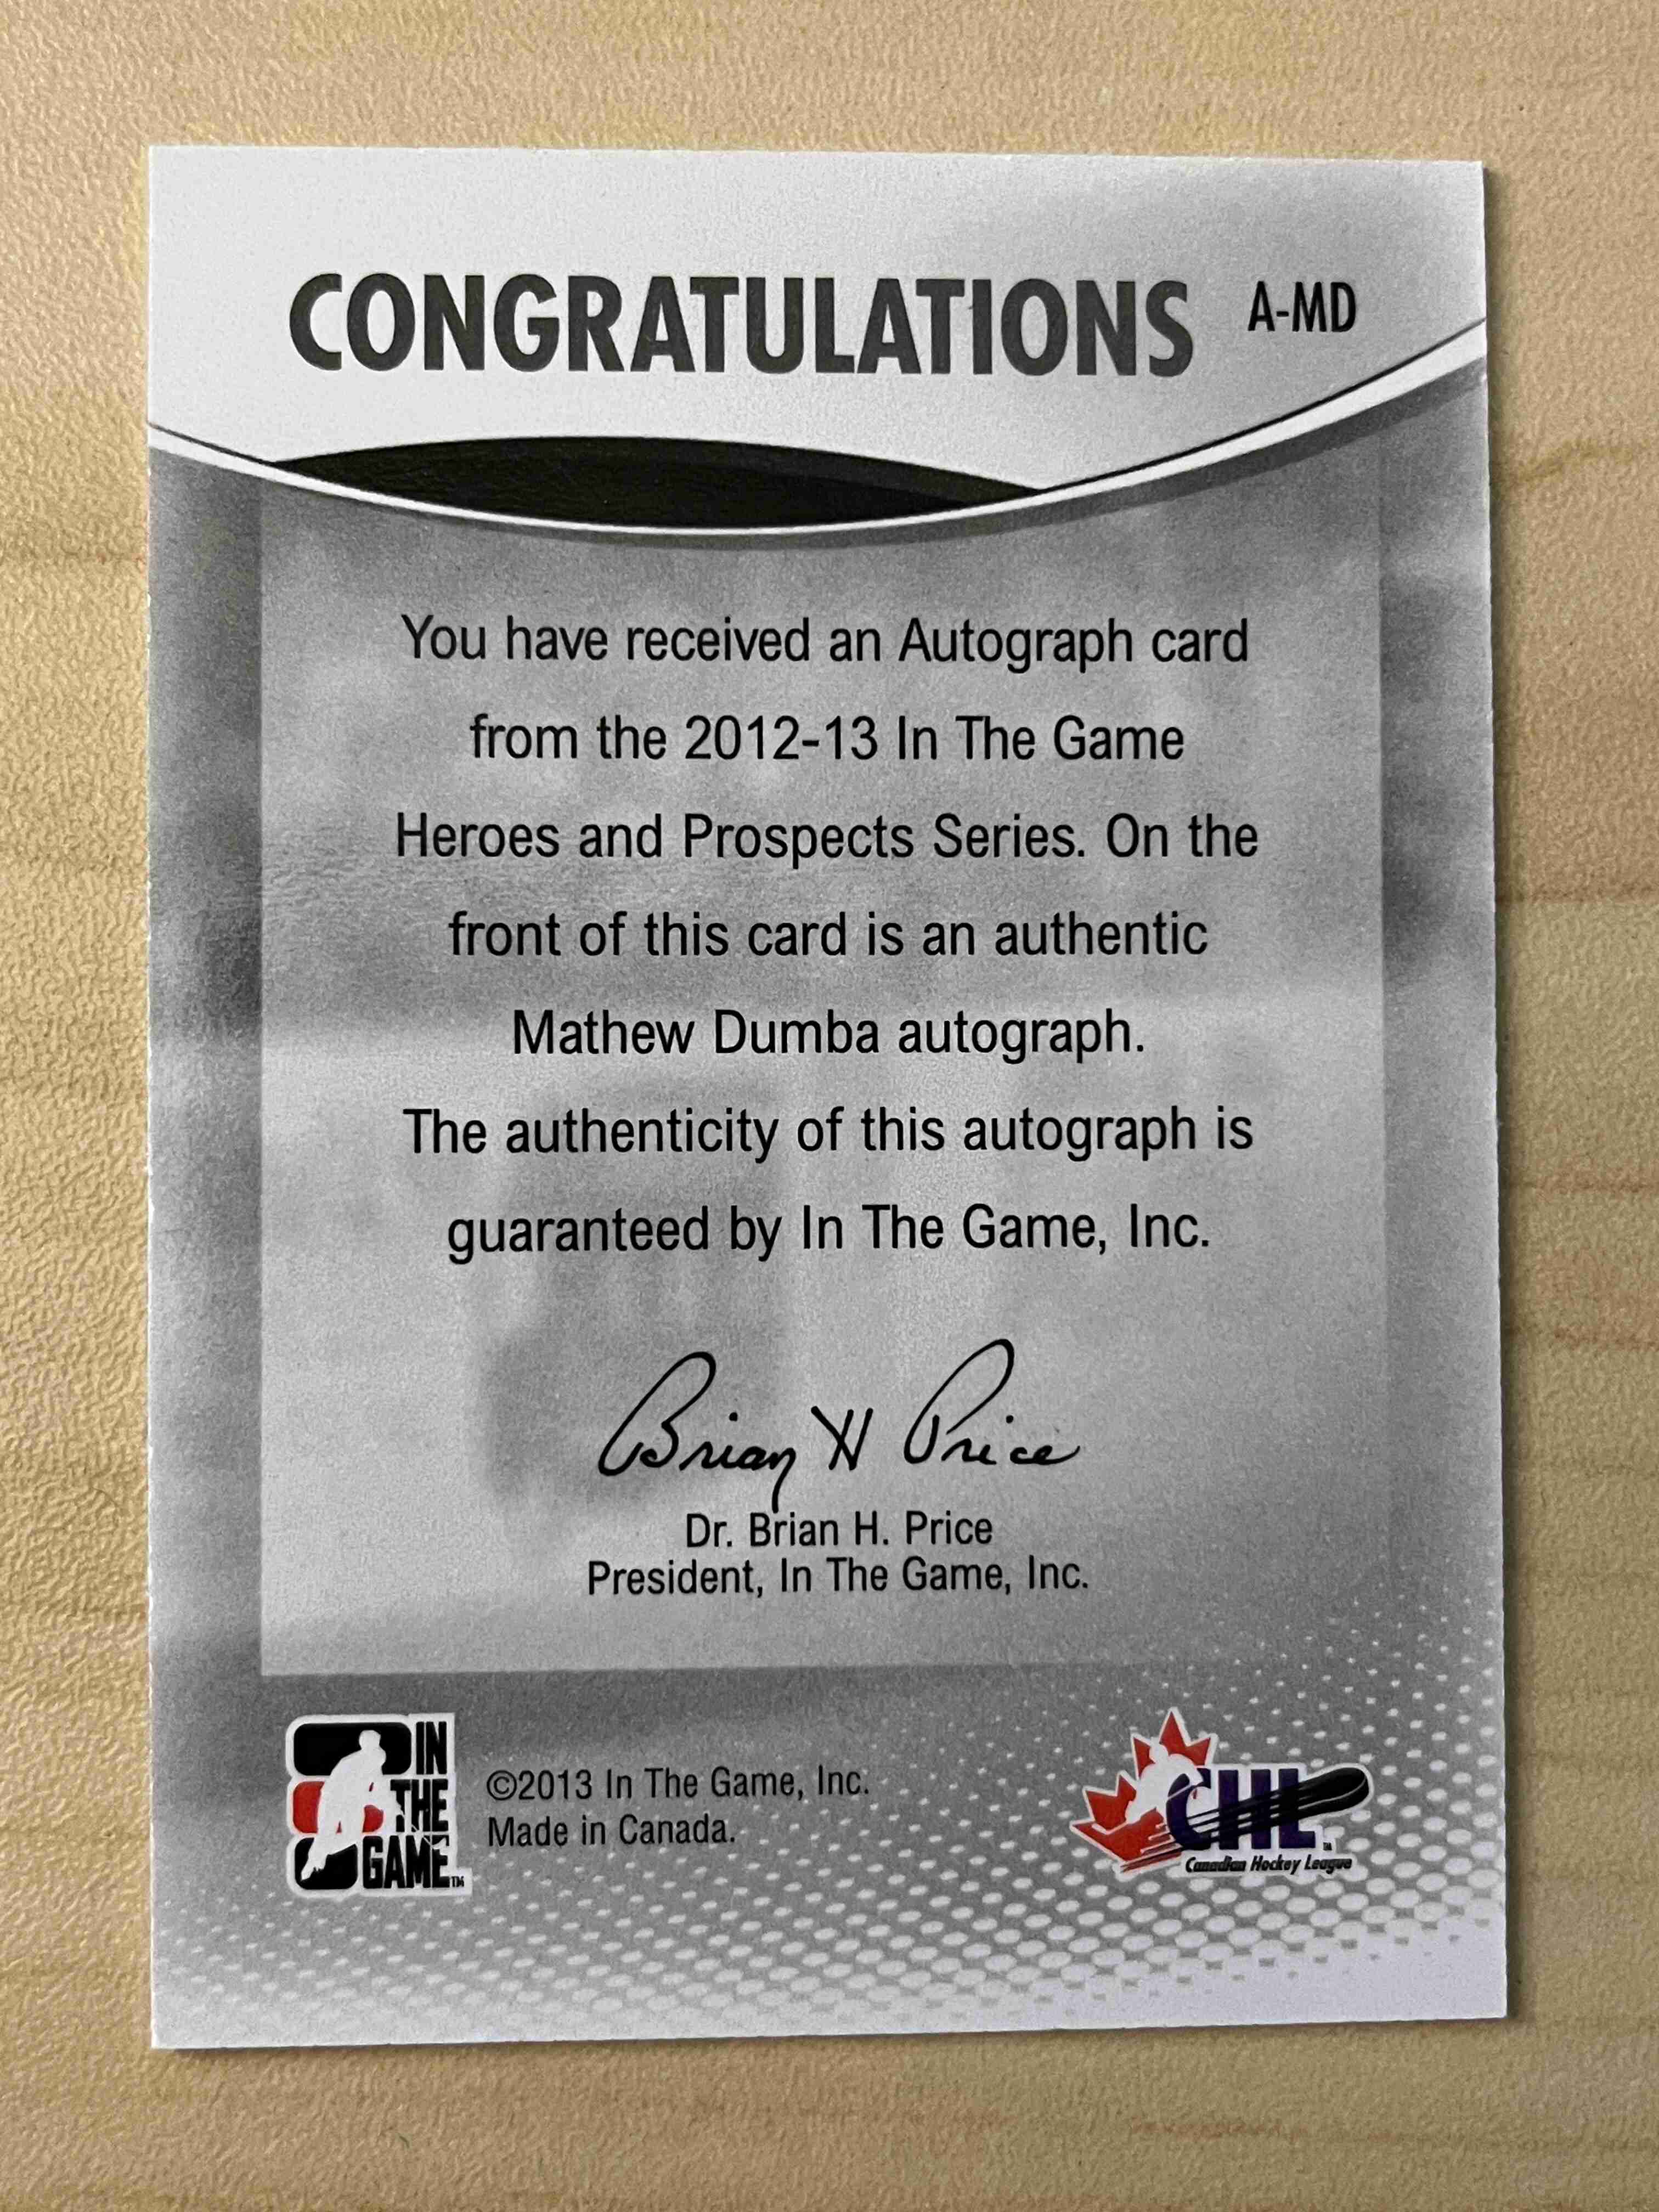 CONGRATULATIONS A-MD
You have received an Autograph card
from the 2012-13 In The Game
Heroes and Prospects Series. On the
front of this card is an authentic
Mathew Dumba autograph.
The authenticity of this autograph is
guaranteed by In The Game, Inc.
Brian H Price
Dr. Brian H. Price
President, In The Game, Inc.
IN
THE
GAME™
©2013 In The Game, Inc.
Made in Canada.
CHL™
Canadian Hockey League